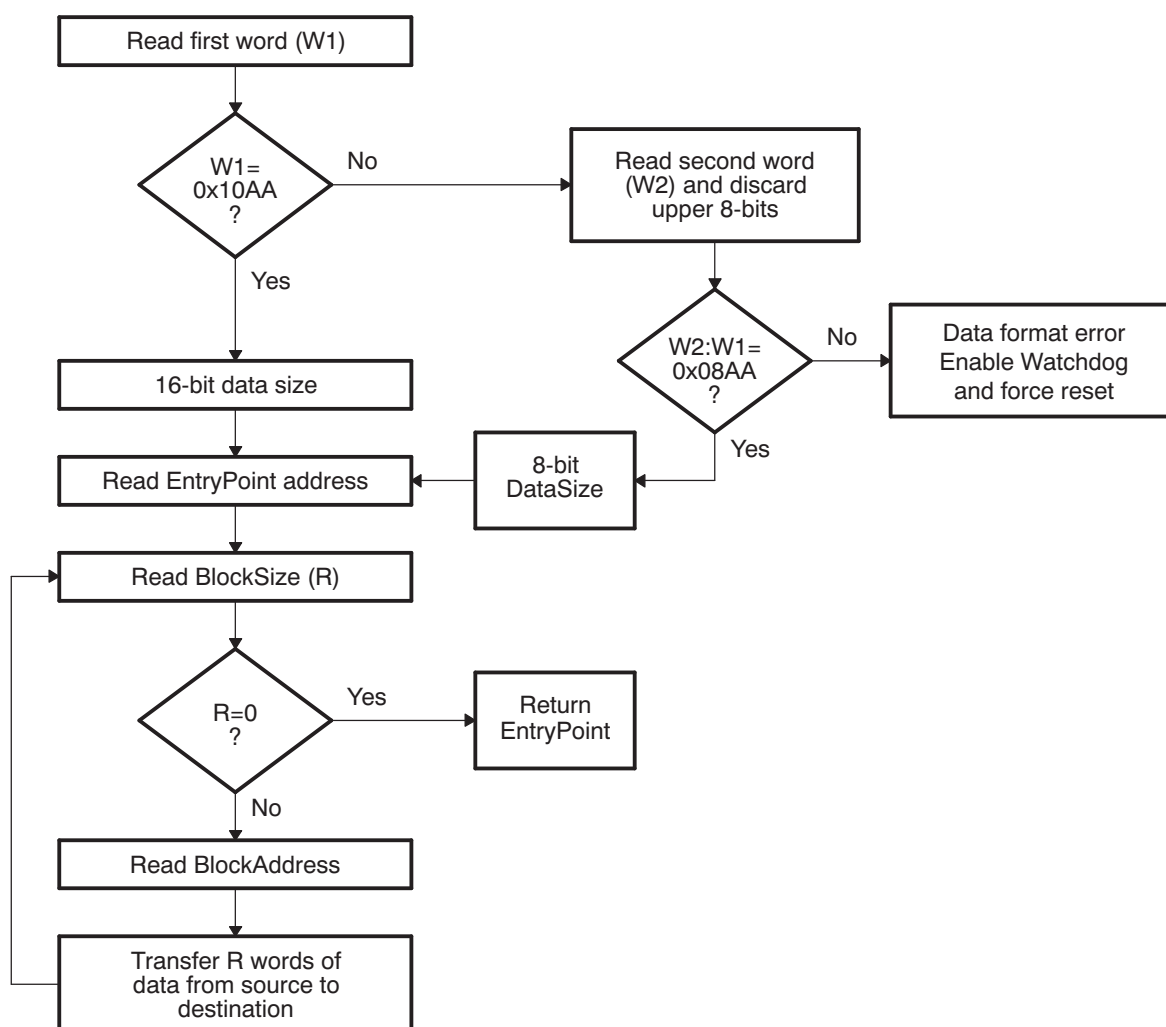 Read first word (W1)
W1=
0x10AA
?
No
Read second word
(W2) and discard
upper 8-bits
Yes
W2:W1=
0x08AA
?
No
Data format error
Enable Watchdog
and force reset
16-bit data size
Yes
8-bit
DataSize
Read EntryPoint address
Read BlockSize (R)
R=0
?
Yes
Return
EntryPoint
No
Read BlockAddress
Transfer R words of
data from source to
destination